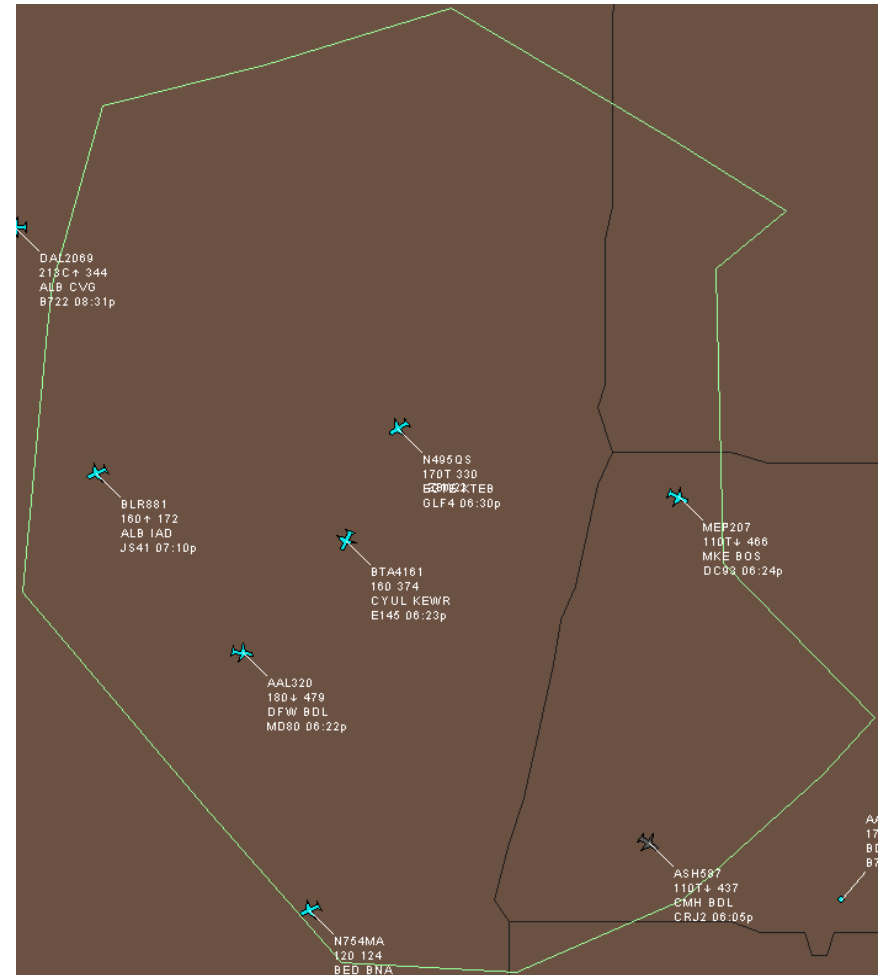 DAL2069
213C↑ 344
ALB CVG
B722 08:31p
N495QS
170T 330
KTEB
GLF4 06:30p
BLR881
160↑ 172
ALB IAD
JS41 07:10p
MEP207
110T↓ 466
MKE BOS
DC93 06:24p
BTA4161
160 374
CYUL KEWR
E145 06:23p
AAL320
180↓ 479
DFW BDL
MD80 06:22p
ASH587
110T↓ 437
CMH BDL
CRJ2 06:05p
N754MA
120 124
BED BNA